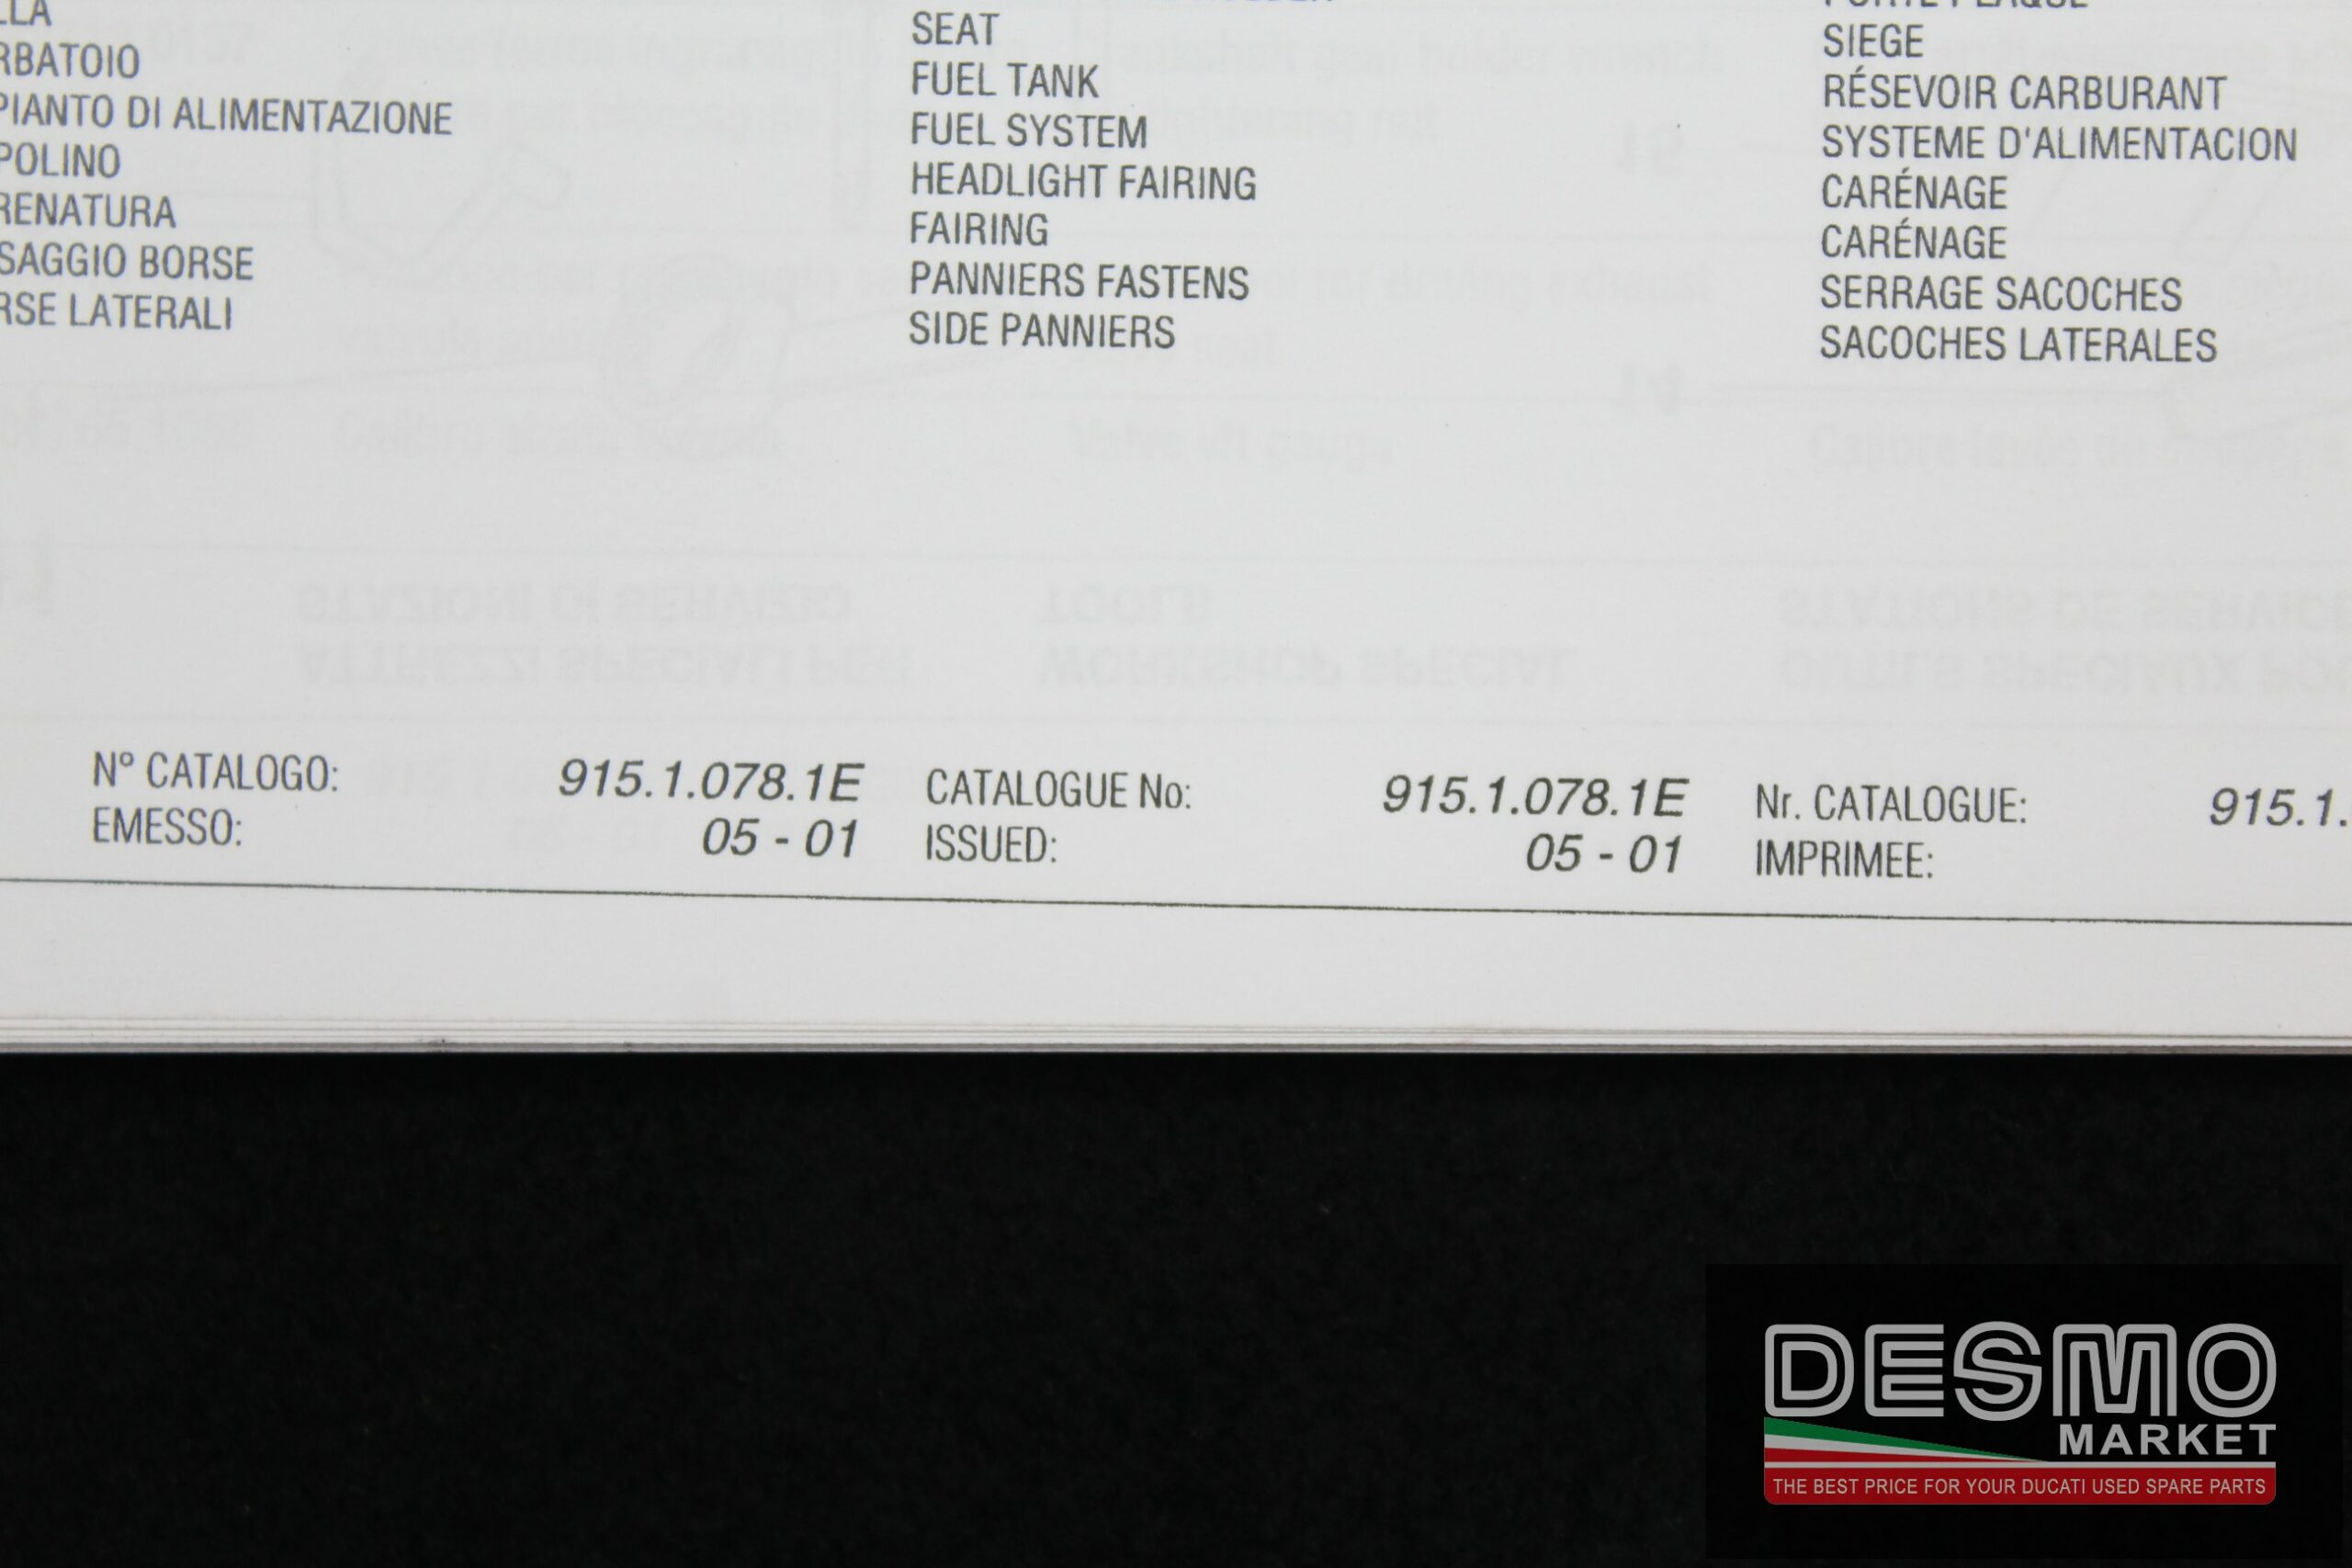 RBATOIO
PIANTO DI ALIMENTAZIONE
POLINO
RENATURA
SAGGIO BORSE
RSE LATERALI
SEAT
FUEL TANK
FUEL SYSTEM
HEADLIGHT FAIRING
FAIRING
PANNIERS FASTENS
SIDE PANNIERS
SIEGE
RÉSEVOIR CARBURANT
SYSTEME D'ALIMENTACION
CARÉNAGE
CARÉNAGE
SERRAGE SACOCHES
SACOCHES LATERALES
N° CATALOGO: 915.1.078.1E
EMESSO: 05 - 01
CATALOGUE No: 915.1.078.1E
ISSUED: 05 - 01
Nr. CATALOGUE: 915.1.
IMPRIMEE:
DESMO
MARKET
THE BEST PRICE FOR YOUR DUCATI USED SPARE PARTS